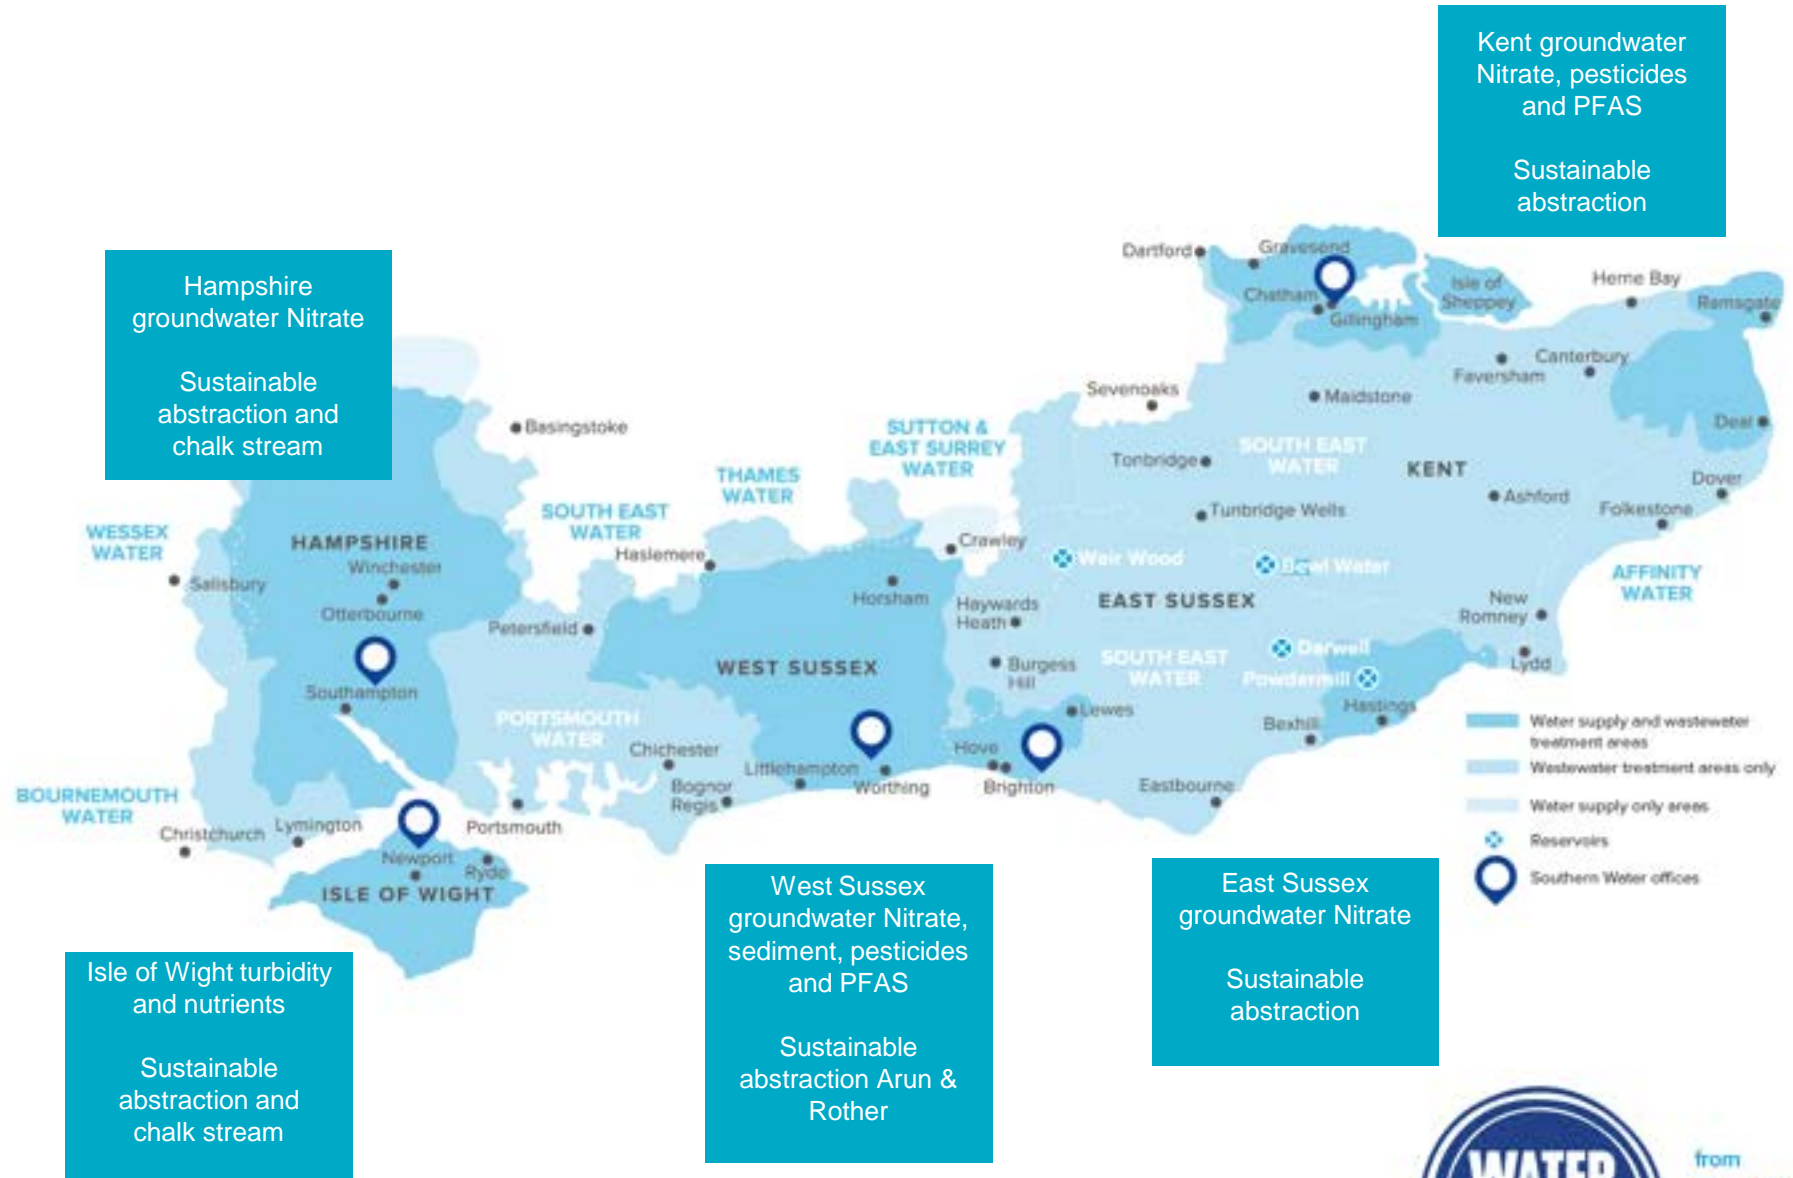 Kent groundwater
Nitrate, pesticides
and PFAS
Sustainable
abstraction
Hampshire
groundwater Nitrate
Sustainable
abstraction and
chalk stream
Dartford
Gravesend
Chatham
Gillingham
Isle of
Sheppey
Herne Bay
Ramsgate
Canterbury
Faversham
Sevenoaks
Maidstone
Deal
Basingstoke
SUTTON &
EAST SURREY
WATER
SOUTH EAST
WATER
KENT
Tonbridge
THAMES
WATER
Dover
Ashford
Folkestone
Tunbridge Wells
SOUTH EAST
WATER
WESSEX
WATER
HAMPSHIRE
Winchester
Haslemere
Crawley
Weir Wood
Bewl Water
AFFINITY
WATER
Salisbury
Otterbourne
Horsham
Haywards
Heath
EAST SUSSEX
New
Romney
Petersfield
Darwell
Lydd
WEST SUSSEX
Burgess
Hill
SOUTH EAST
WATER
Powdermill
Southampton
Hastings
Lewes
Bexhill
PORTSMOUTH
WATER
Chichester
Hove
Littlehampton
Worthing
Brighton
Eastbourne
Bognor
Regis
BOURNEMOUTH
WATER
Christchurch
Lymington
Portsmouth
Newport
Ryde
ISLE OF WIGHT
Water supply and wastewater
treatment areas
Wastewater treatment areas only
Water supply only areas
Reservoirs
Southern Water offices
Isle of Wight turbidity
and nutrients
Sustainable
abstraction and
chalk stream
West Sussex
groundwater Nitrate,
sediment, pesticides
and PFAS
Sustainable
abstraction Arun &
Rother
East Sussex
groundwater Nitrate
Sustainable
abstraction
WATER
from